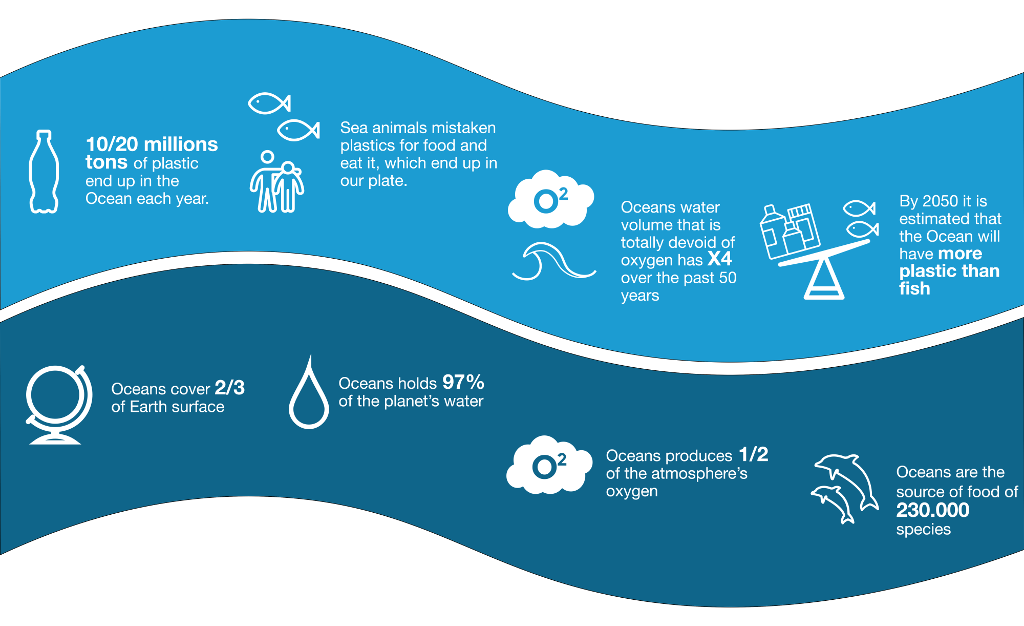 10/20 millions
tons of plastic
end up in the
Ocean each year.
Sea animals mistaken
plastics for food and
eat it, which end up in
our plate.
O²
Oceans water
volume that is
totally devoid of
oxygen has X4
over the past 50
years
By 2050 it is
estimated that
the Ocean will
have more
plastic than
fish
Oceans cover 2/3
of Earth surface
Oceans holds 97%
of the planet's water
O²
Oceans produces 1/2
of the atmosphere's
oxygen
Oceans are the
source of food of
230.000
species